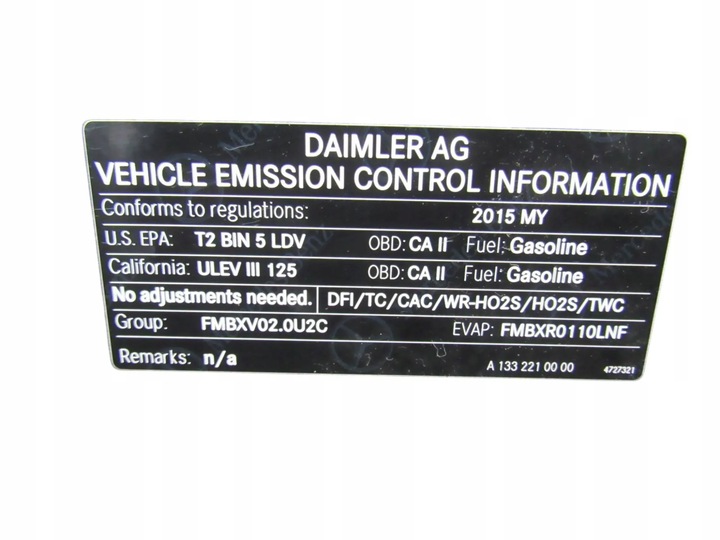 DAIMLER AG
VEHICLE EMISSION CONTROL INFORMATION
Conforms to regulations: 2015 MY
U.S. EPA: T2 BIN 5 LDV OBD: CA II Fuel: Gasoline
California: ULEV III 125 OBD: CA II Fuel: Gasoline
No adjustments needed. DFI/TC/CAC/WR-HO2S/HO2S/TWC
Group: FMBXV02.0U2C EVAP: FMBXR0110LNF
Remarks: n/a A 133 221 00 00 4727321